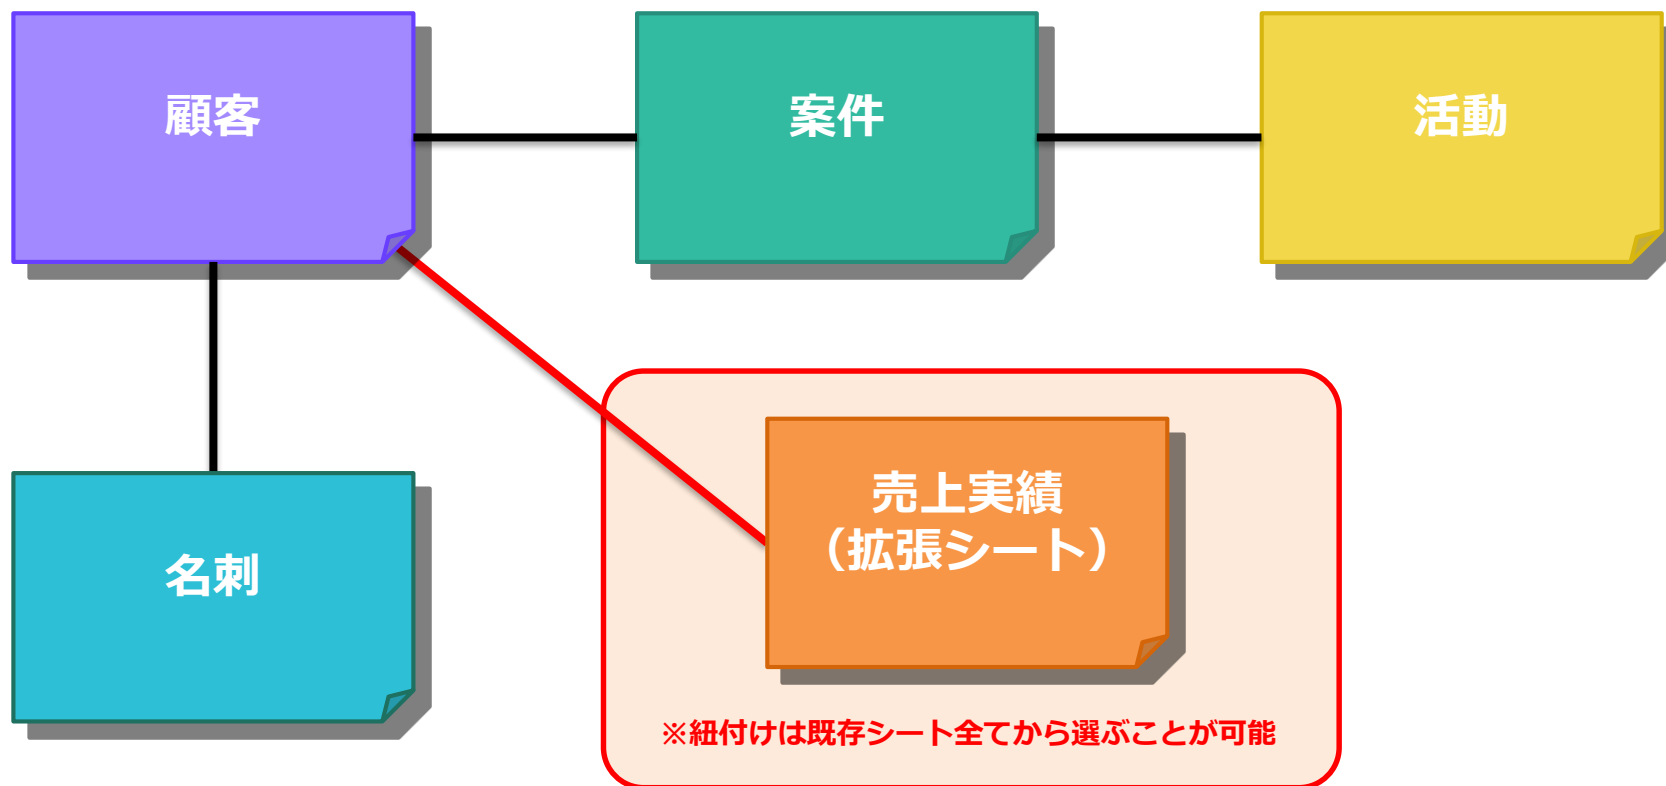 顧客
案件
活動
名刺
売上実績
（拡張シート）
※紐付けは既存シート全てから選ぶことが可能